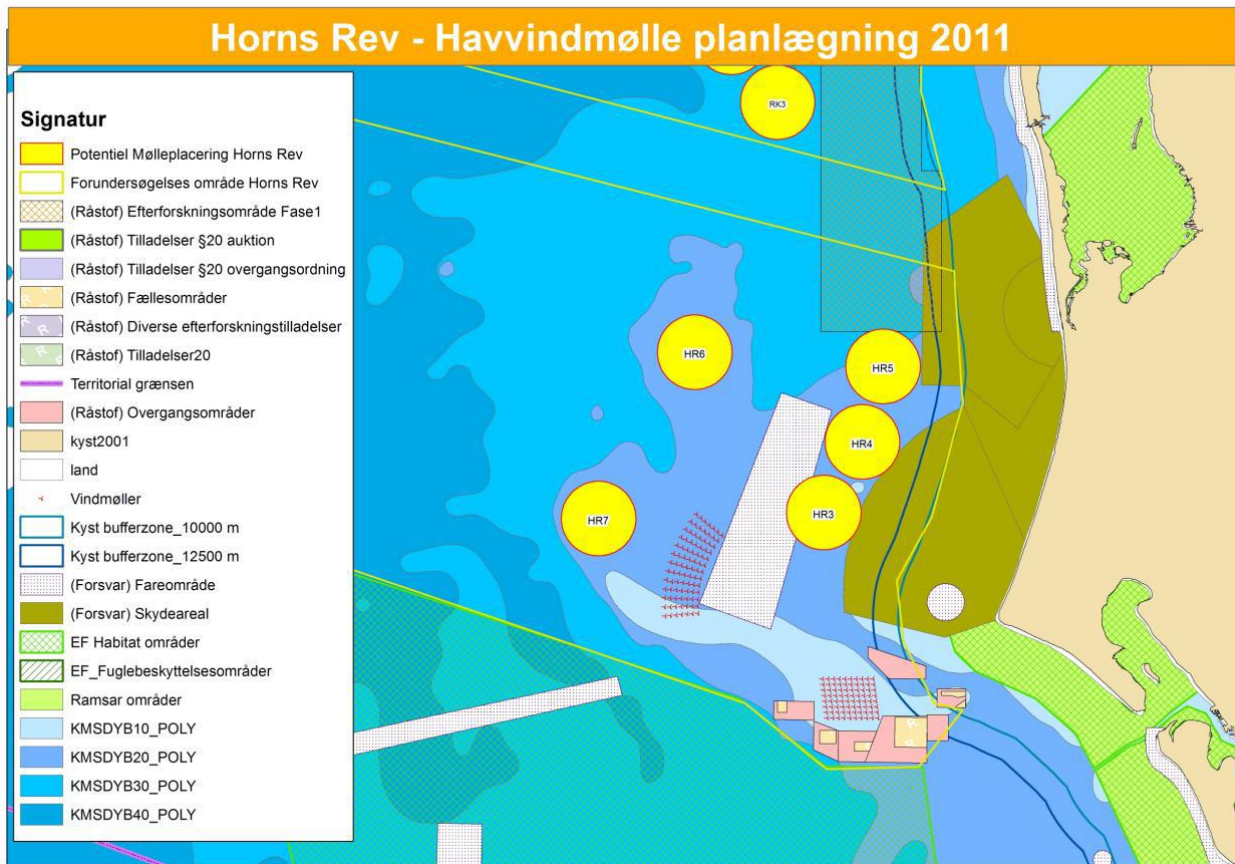 Horns Rev - Havvindmølle planlægning 2011
Signatur
Potentiel Mølleplacering Horns Rev
Forundersøgelses område Horns Rev
(Råstof) Efterforskningsområde Fase1
(Råstof) Tilladelser §20 auktion
(Råstof) Tilladelser §20 overgangsordning
(Råstof) Fællesområder
(Råstof) Diverse efterforskningstilladelser
(Råstof) Tilladelser20
Territorial grænsen
(Råstof) Overgangsområder
kyst2001
land
Vindmøller
Kyst bufferzone_10000 m
Kyst bufferzone_12500 m
(Forsvar) Fareområde
(Forsvar) Skydeareal
EF Habitat områder
EF_Fuglebeskyttelsesområder
Ramsar områder
KMSDYB10_POLY
KMSDYB20_POLY
KMSDYB30_POLY
KMSDYB40_POLY
RK3
HR6
HR5
HR4
HR3
HR7